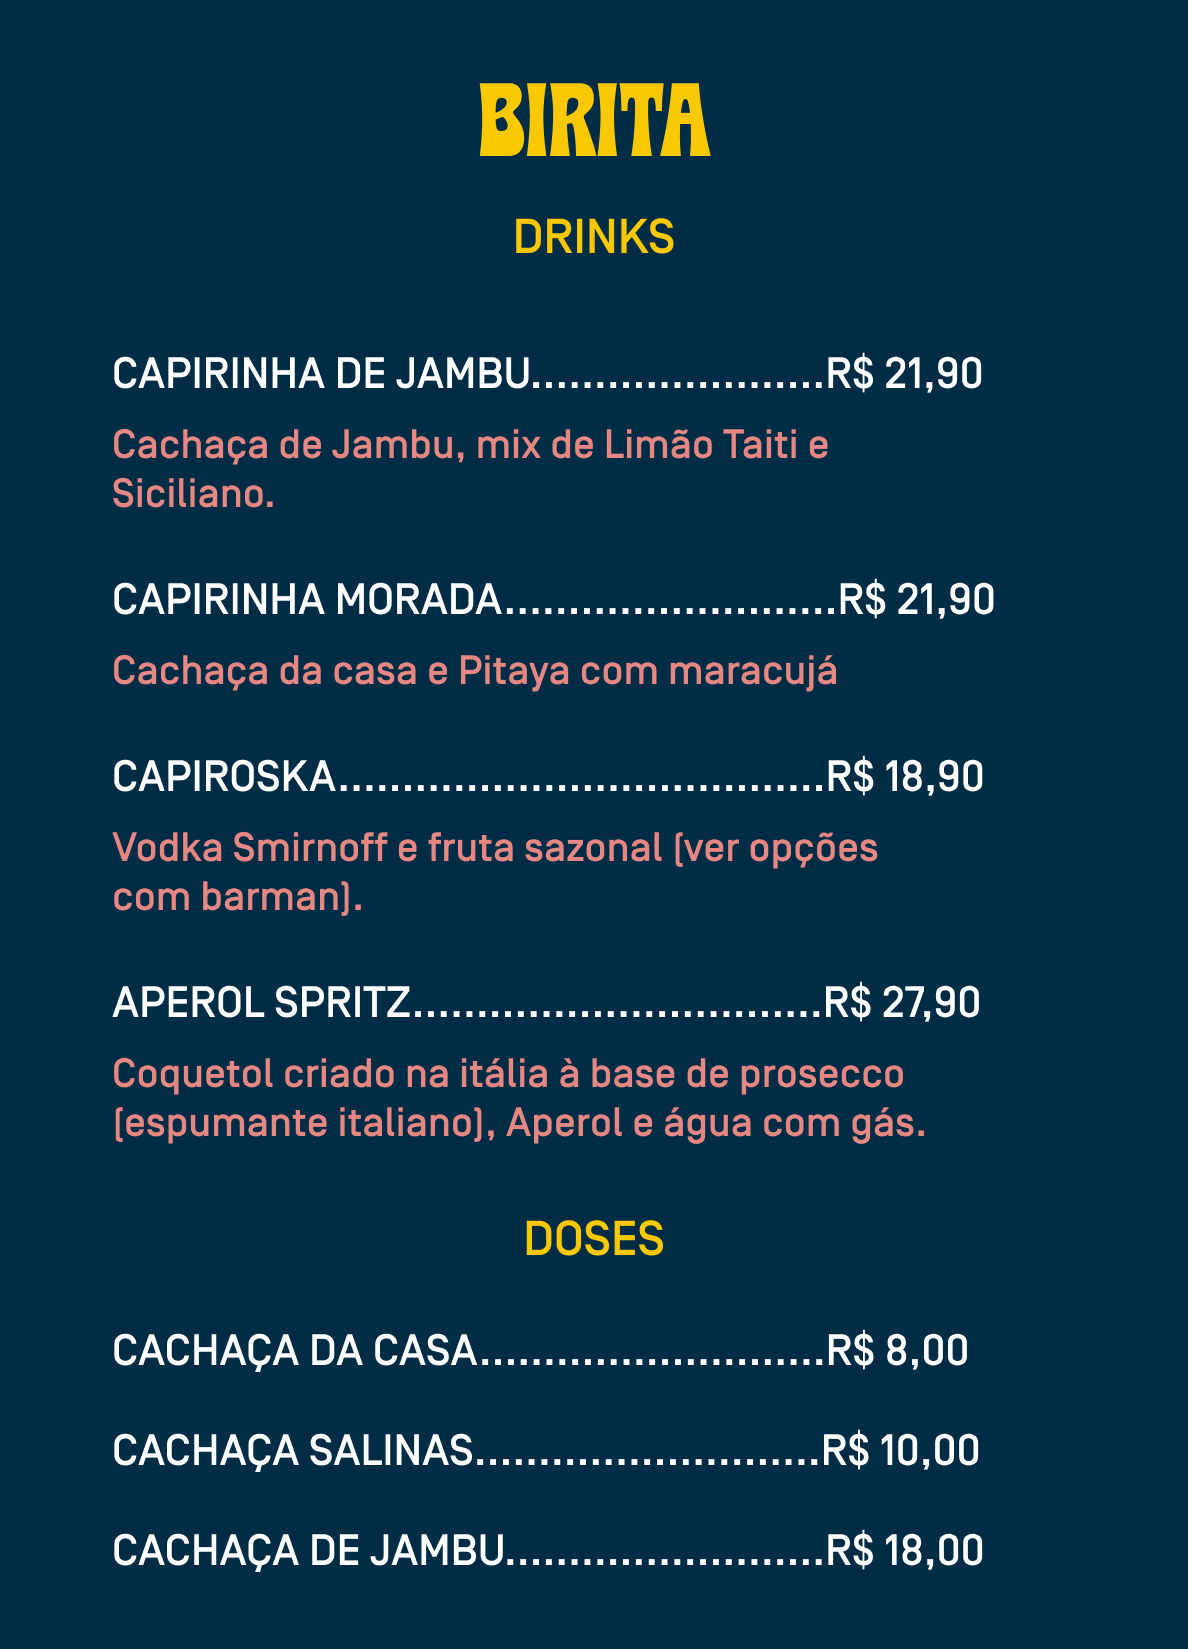 BIRITA
DRINKS
CAPIRINHA DE JAMBU.......................R$ 21,90
Cachaça de Jambu, mix de Limão Taiti e
Siciliano.
CAPIRINHA MORADA..........................R$ 21,90
Cachaça da casa e Pitaya com maracujá
CAPIROSKA......................................R$ 18,90
Vodka Smirnoff e fruta sazonal (ver opções
com barman).
APEROL SPRITZ................................R$ 27,90
Coquetol criado na itália à base de prosecco
(espumante italiano), Aperol e água com gás.
DOSES
CACHAÇA DA CASA...........................R$ 8,00
CACHAÇA SALINAS...........................R$ 10,00
CACHAÇA DE JAMBU.........................R$ 18,00